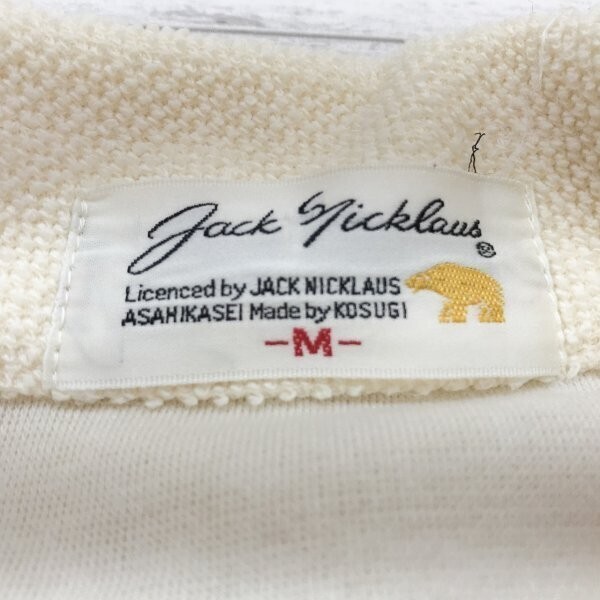 Jack Nicklaus®
Licenced by JACK NICKLAUS
ASAHIKASEI Made by KOSUGI
-M-